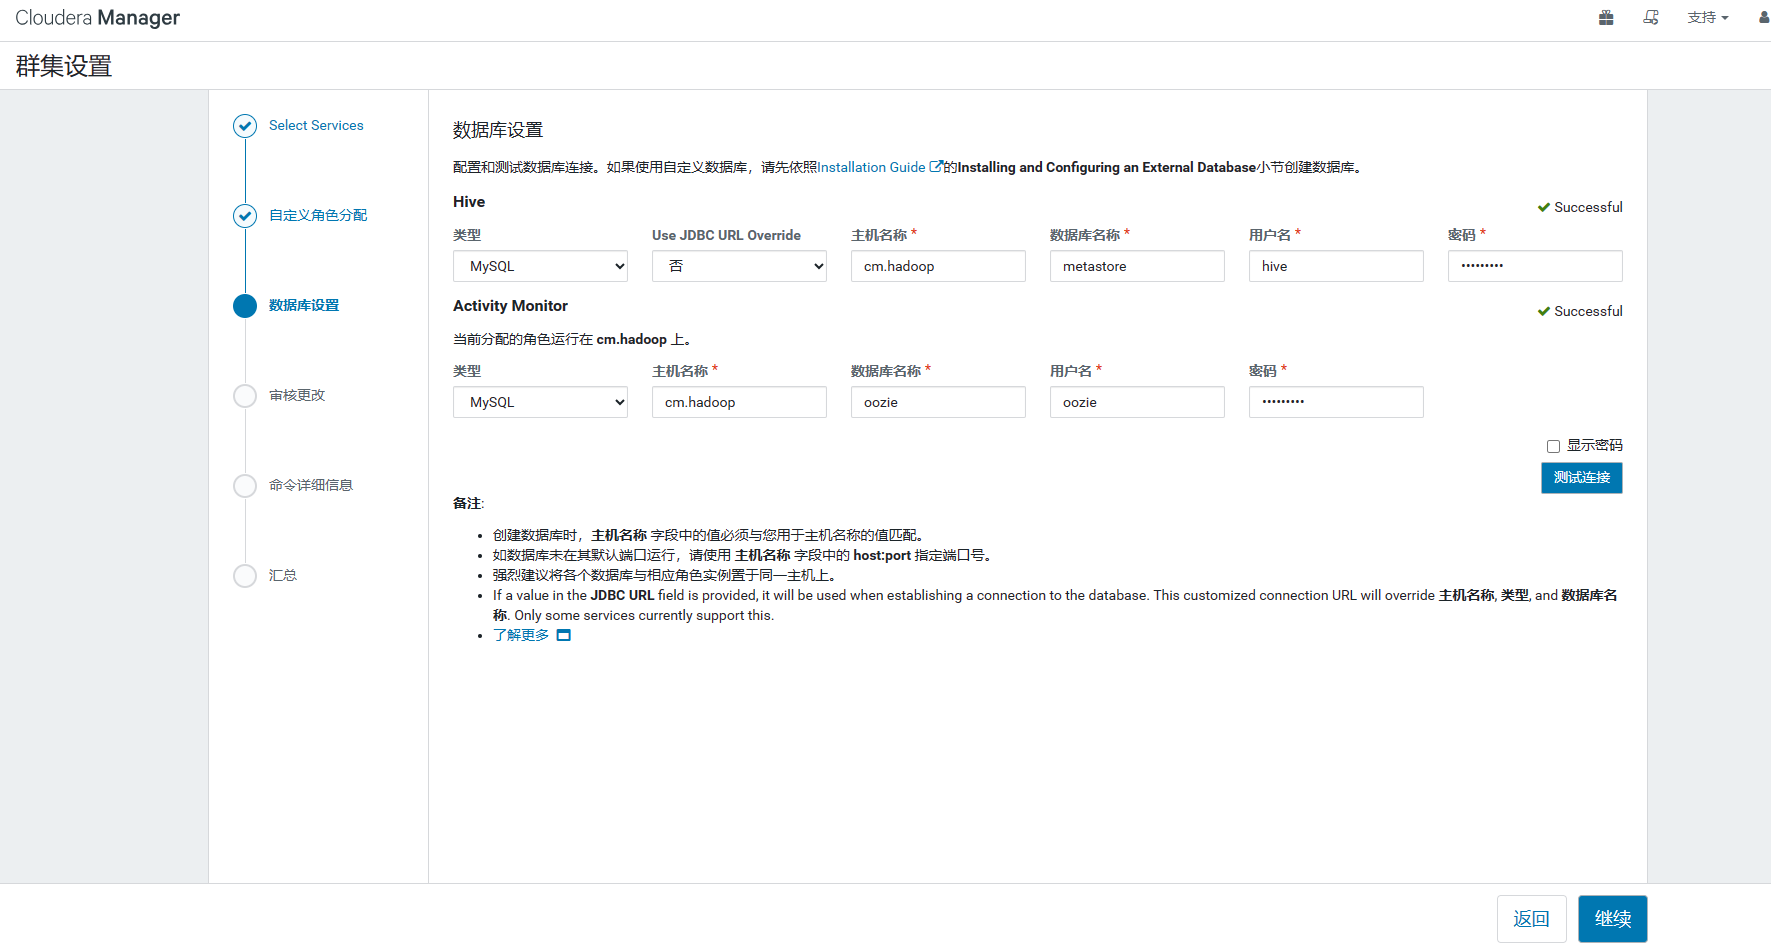 Cloudera Manager
支持
群集设置
Select Services
自定义角色分配
数据库设置
审核更改
命令详细信息
汇总
数据库设置
配置和测试数据库连接。如果使用自定义数据库，请先依照Installation Guide的Installing and Configuring an External Database小节创建数据库。
Hive
Successful
类型 Use JDBC URL Override 主机名称 * 数据库名称 * 用户名 * 密码 *
MySQL 否 cm.hadoop metastore hive •••••••••
Activity Monitor
Successful
当前分配的角色运行在 cm.hadoop 上。
类型 主机名称 * 数据库名称 * 用户名 * 密码 *
MySQL cm.hadoop oozie oozie •••••••••
显示密码
测试连接
备注:
• 创建数据库时，主机名称 字段中的值必须与您用于主机名称的值匹配。
• 如数据库未在其默认端口运行，请使用 主机名称 字段中的 host:port 指定端口号。
• 强烈建议将各个数据库与相应角色实例置于同一主机上。
• If a value in the JDBC URL field is provided, it will be used when establishing a connection to the database. This customized connection URL will override 主机名称, 类型, and 数据库名
称. Only some services currently support this.
• 了解更多
返回
继续